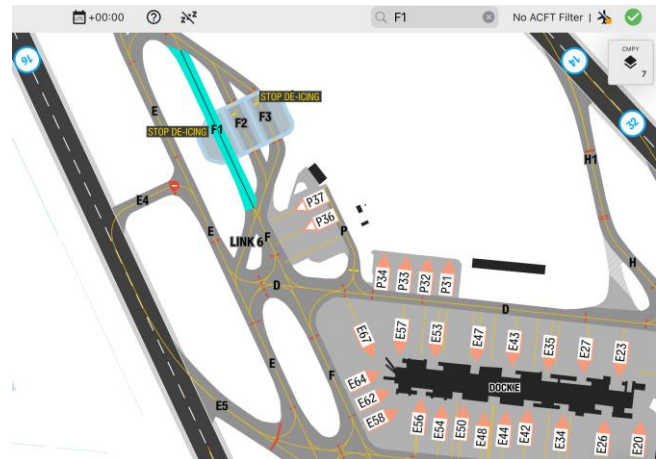 +00:00
F1
No ACFT Filter
CMPY
7
16
14
32
E
STOP DE-ICING
F2
F3
STOP DE-ICING
F1
H1
E4
E
LINK 6
F
P37
P36
P
H
D
P34
P33
P32
P31
D
E67
E57
E53
E47
E43
E35
E27
E23
E64
E62
E58
E
F
DOCK E
E5
E56
E54
E50
E48
E44
E42
E34
E26
E20